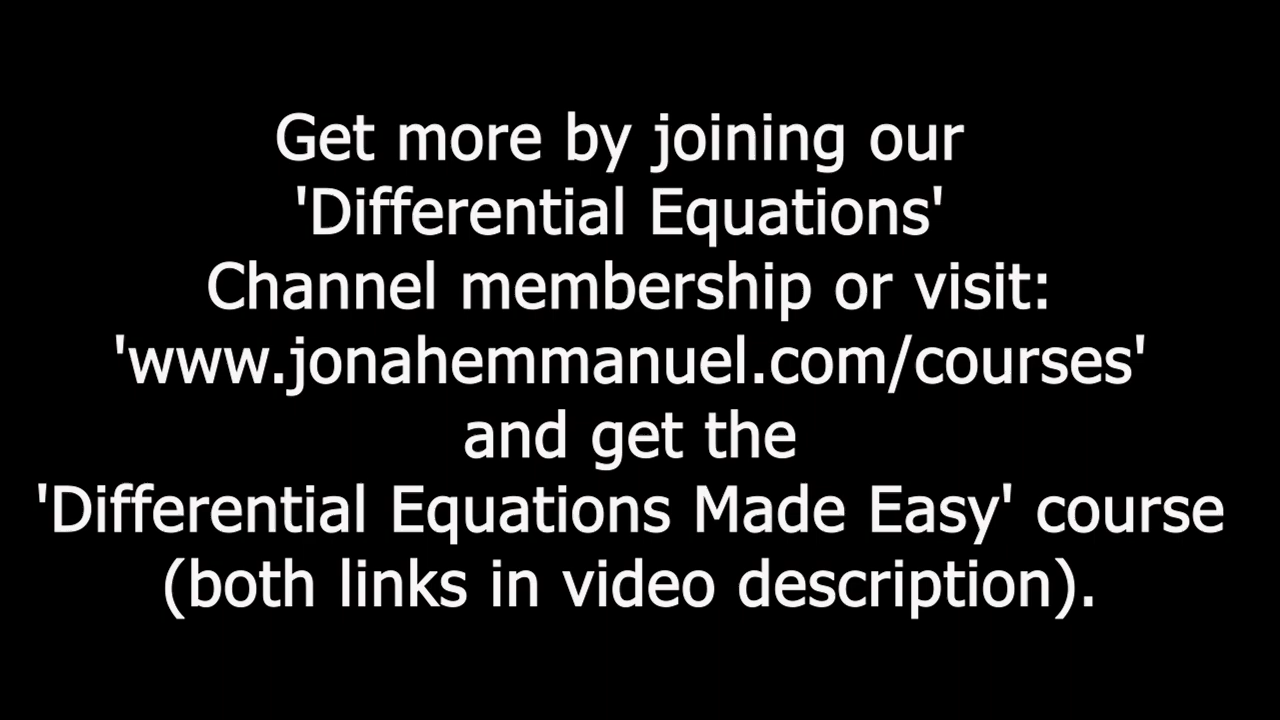 Get more by joining our
'Differential Equations'
Channel membership or visit:
'www.jonahemmanuel.com/courses'
and get the
'Differential Equations Made Easy' course
(both links in video description).